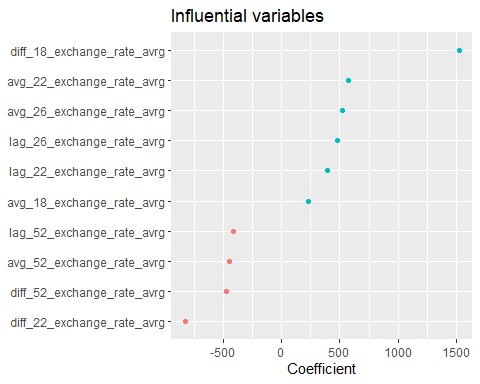 Influential variables
diff_18_exchange_rate_avrg
avg_22_exchange_rate_avrg
avg_26_exchange_rate_avrg
lag_26_exchange_rate_avrg
lag_22_exchange_rate_avrg
avg_18_exchange_rate_avrg
lag_52_exchange_rate_avrg
avg_52_exchange_rate_avrg
diff_52_exchange_rate_avrg
diff_22_exchange_rate_avrg
-500 0 500 1000 1500
Coefficient